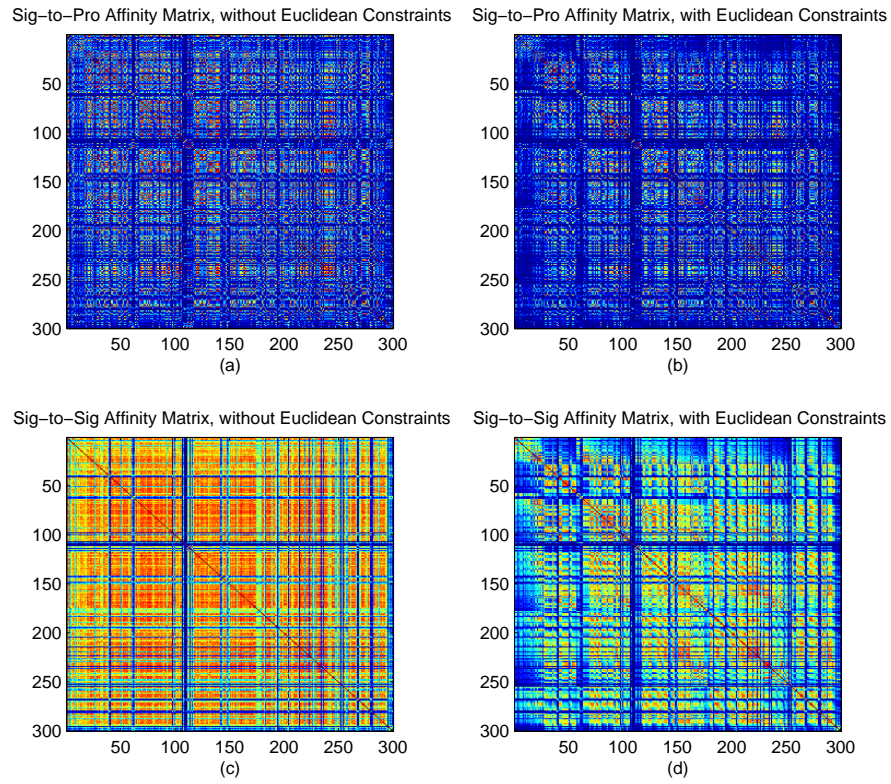 Sig−to−Pro Affinity Matrix, without Euclidean Constraints
50
100
150
200
250
300
50 100 150 200 250 300
(a)
Sig−to−Pro Affinity Matrix, with Euclidean Constraints
50
100
150
200
250
300
50 100 150 200 250 300
(b)
Sig−to−Sig Affinity Matrix, without Euclidean Constraints
50
100
150
200
250
300
50 100 150 200 250 300
(c)
Sig−to−Sig Affinity Matrix, with Euclidean Constraints
50
100
150
200
250
300
50 100 150 200 250 300
(d)